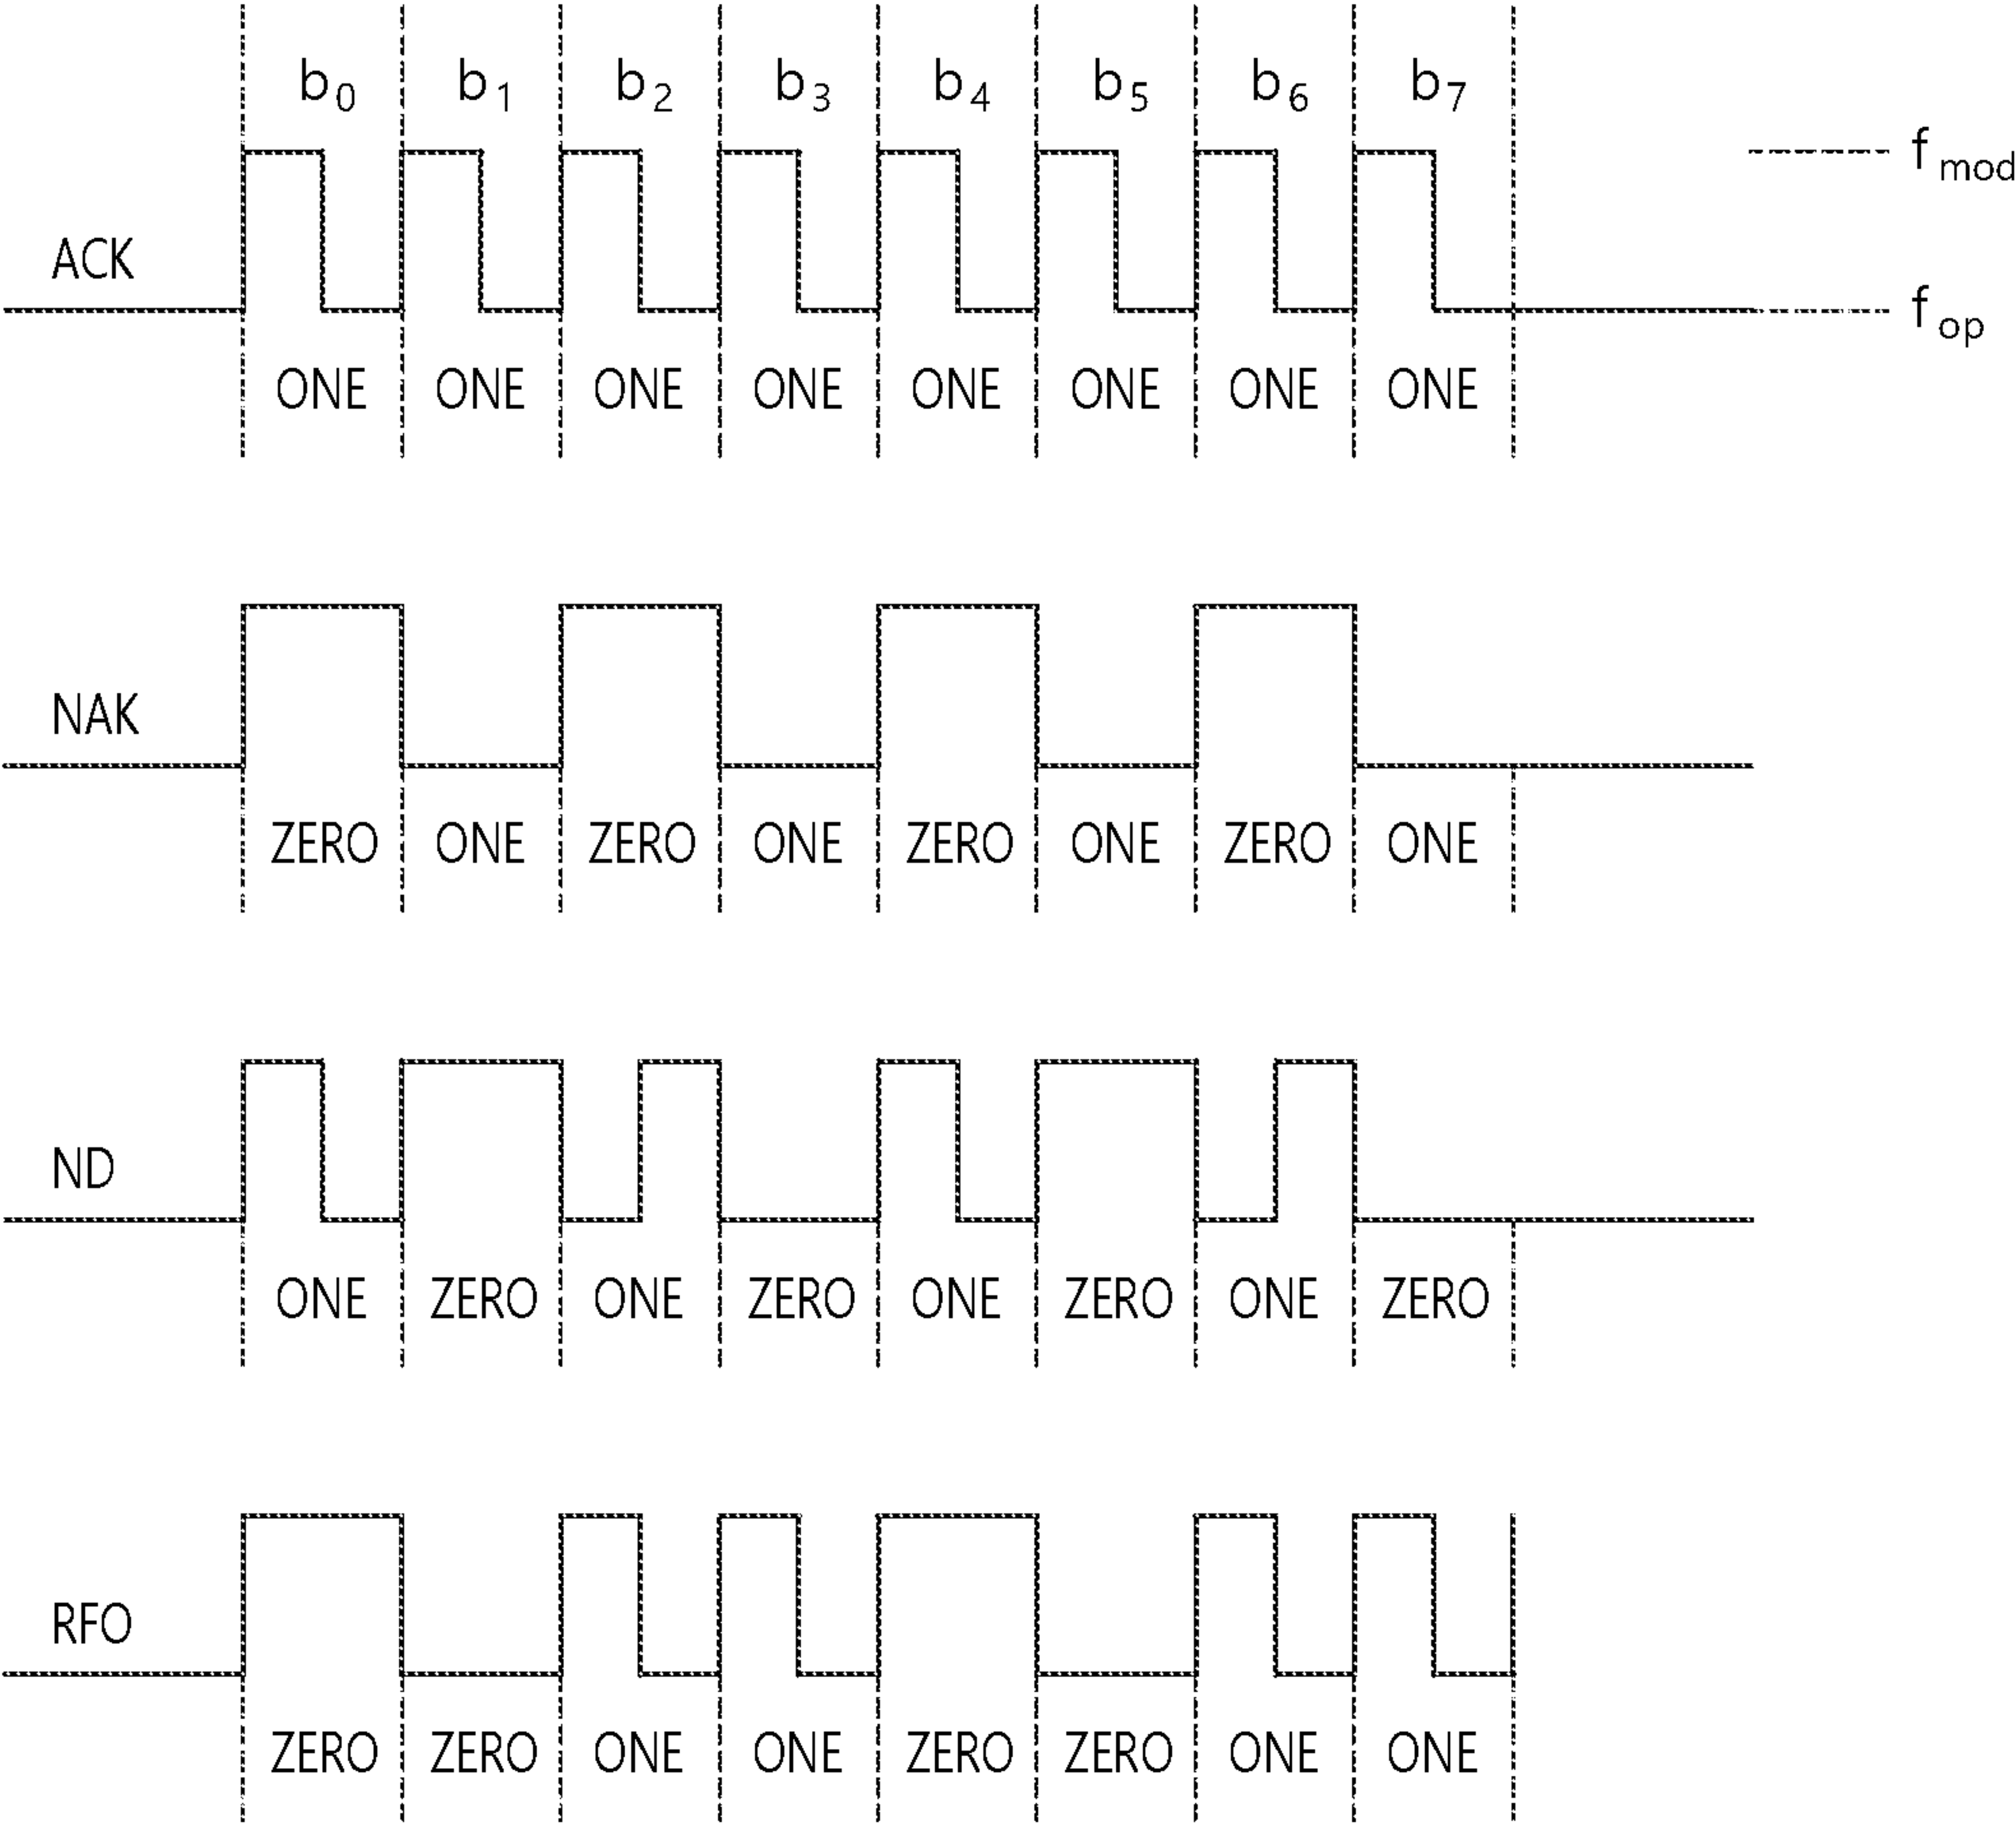 b0 b1 b2 b3 b4 b5 b6 b7
fmod
ACK
fop
ONE ONE ONE ONE ONE ONE ONE ONE
NAK
ZERO ONE ZERO ONE ZERO ONE ZERO ONE
ND
ONE ZERO ONE ZERO ONE ZERO ONE ZERO
RFO
ZERO ZERO ONE ONE ZERO ZERO ONE ONE